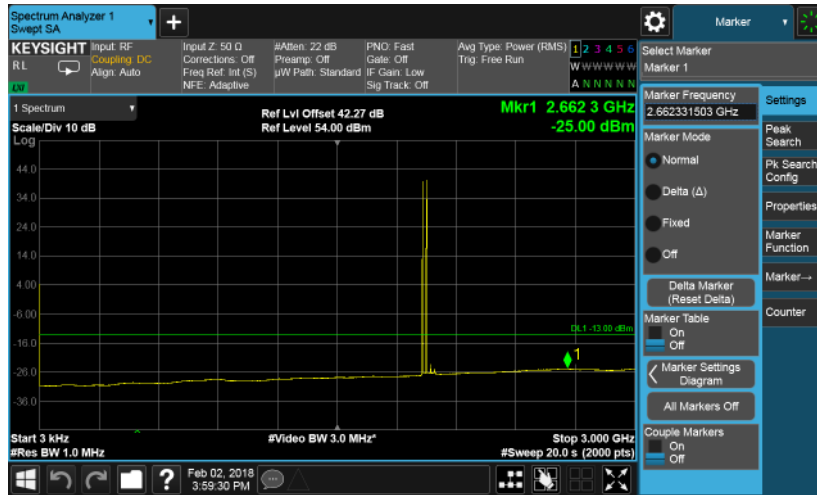 Spectrum Analyzer 1
Swept SA
+
Marker
KEYSIGHT
RL
LXI
Input: RF
Coupling: DC
Align: Auto
Input Z: 50 Ω
Corrections: Off
Freq Ref: Int (S)
NFE: Adaptive
#Atten: 22 dB
Preamp: Off
µW Path: Standard
PNO: Fast
Gate: Off
IF Gain: Low
Sig Track: Off
Avg Type: Power (RMS)
Trig: Free Run
1 2 3 4 5 6
W W W W W W
A N N N N N
Select Marker
Marker 1
1 Spectrum
Scale/Div 10 dB
Log
Ref Lvl Offset 42.27 dB
Ref Level 54.00 dBm
Mkr1 2.662 3 GHz
-25.00 dBm
44.0
34.0
24.0
14.0
4.00
-6.00
-16.0
-26.0
-36.0
DL1 -13.00 dBm
1
Start 3 kHz
#Res BW 1.0 MHz
#Video BW 3.0 MHz*
Stop 3.000 GHz
#Sweep 20.0 s (2000 pts)
Marker Frequency
2.662331503 GHz
Marker Mode
Normal
Delta (Δ)
Fixed
Off
Delta Marker
(Reset Delta)
Marker Table
On
Off
Marker Settings
Diagram
All Markers Off
Couple Markers
On
Off
Settings
Peak
Search
Pk Search
Config
Properties
Marker
Function
Marker→
Counter
?
Feb 02, 2018
3:59:30 PM